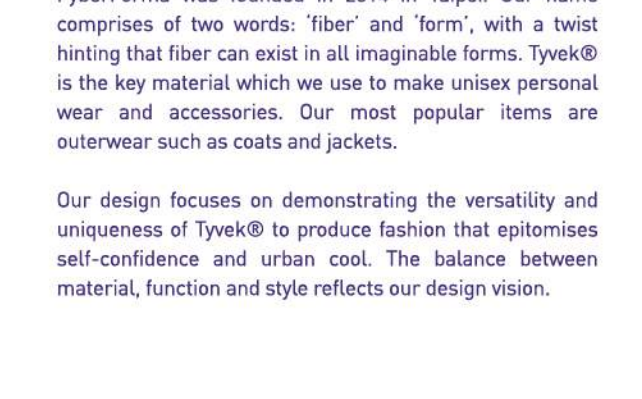 comprises of two words: ‘fiber’ and ‘form’, with a twist
hinting that fiber can exist in all imaginable forms. Tyvek®
is the key material which we use to make unisex personal
wear and accessories. Our most popular items are
outerwear such as coats and jackets.
Our design focuses on demonstrating the versatility and
uniqueness of Tyvek® to produce fashion that epitomises
self-confidence and urban cool. The balance between
material, function and style reflects our design vision.